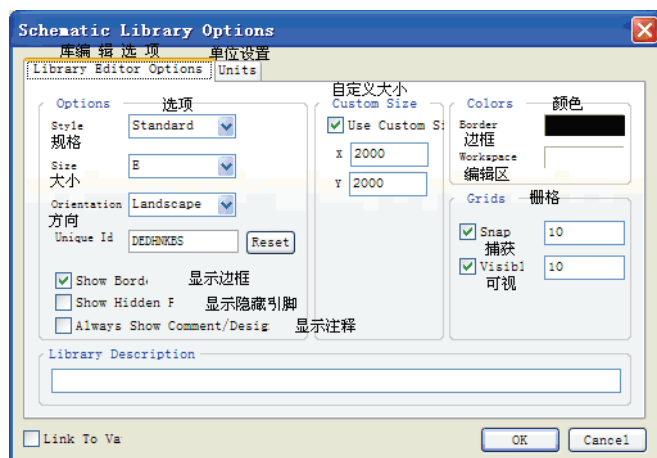 Schematic Library Options
库编 辑 选 项 单位设置
Library Editor Options Units
Options 选项
Style Standard
规格
Size E
大小
Orientation Landscape
方向
Unique Id DEDHNKBS Reset
Show Bord
显示边框
Show Hidden
显示隐藏引脚
Always Show Comment/Desig
显示注释
自定义大小
Custom Size
Use Custom Si
X 2000
Y 2000
Colors 颜色
Border
边框
Workspace
编辑区
Grids 栅格
Snap 10
捕获
Visibl 10
可视
Library Description
Link To Va
OK Cancel